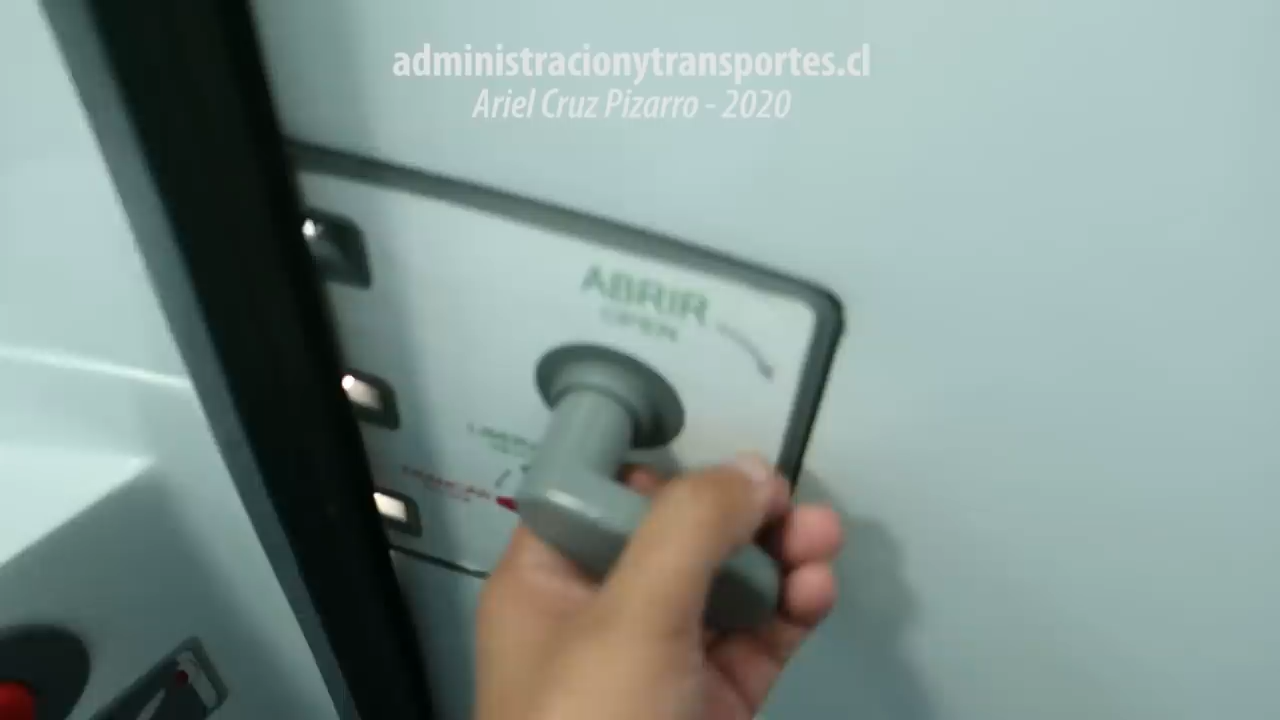 administracionytransportes.cl
Ariel Cruz Pizarro - 2020
ABRIR
OPEN